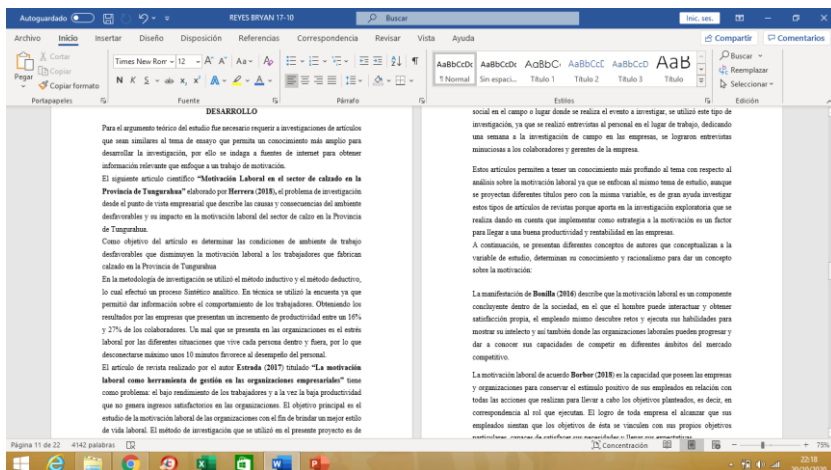 Autoguardado
REYES BRYAN 17-10
Buscar
Inic. ses.
Archivo Inicio Insertar Diseño Disposición Referencias Correspondencia Revisar Vista Ayuda
Compartir Comentarios
Pegar
Cortar
Copiar
Copiar formato
Portapapeles
Times New Rom 12
N K S
Fuente
Párrafo
AaBbCcDc AaBbCcDc AaBbC AaBbCcE AaBbCcD AaB
¶ Normal Sin espaci... Título 1 Título 2 Título 3 Título
Estilos
Buscar
Reemplazar
Seleccionar
Edición
DESARROLLO
Para el argumento teórico del estudio fue necesario requerir a investigaciones de artículos
que sean similares al tema de ensayo que permita un conocimiento más amplio para
desarrollar la investigación, por ello se indaga a fuentes de internet para obtener
información relevante que enfoque a un trabajo de motivación.
El siguiente artículo científico “Motivación Laboral en el sector de calzado en la
Provincia de Tungurahua” elaborado por Herrera (2018), el problema de investigación
desde el punto de vista empresarial que describe las causas y consecuencias del ambiente
desfavorables y su impacto en la motivación laboral del sector de calzo en la Provincia
de Tungurahua.
Como objetivo del artículo es determinar las condiciones de ambiente de trabajo
desfavorables que disminuyen la motivación laboral a los trabajadores que fabrican
calzado en la Provincia de Tungurahua
En la metodología de investigación se utilizó el método inductivo y el método deductivo,
lo cual efectuó un proceso Sintético analítico. En técnica se utilizó la encuesta ya que
permitió dar información sobre el comportamiento de los trabajadores. Obteniendo los
resultados por las empresas que presentan un incremento de productividad entre un 16%
y 27% de los colaboradores. Un mal que se presenta en las organizaciones es el estrés
laboral por las diferentes situaciones que vive cada persona dentro y fuera, por lo que
desconectarse máximo unos 10 minutos favorece al desempeño del personal.
El artículo de revista realizado por el autor Estrada (2017) titulado “La motivación
laboral como herramienta de gestión en las organizaciones empresariales” tiene
como problema: el bajo rendimiento de los trabajadores y a la vez la baja productividad
que no genera ingresos satisfactorios en las organizaciones. El objetivo principal es el
estudio de la motivación laboral de las organizaciones con el fin de brindar un mejor estilo
de vida laboral. El método de investigación que se utilizó en el presente proyecto es de
social en el campo o lugar donde se realiza el evento a investigar, se utilizó este tipo de
investigación, ya que se realizó entrevistas al personal en el lugar de trabajo, dedicando
una semana a la investigación de campo en las empresas, se lograron entrevistas
minuciosas a los colaboradores y gerentes de la empresa.
Estos artículos permiten a tener un conocimiento más profundo al tema con respecto al
análisis sobre la motivación laboral ya que se enfocan al mismo tema de estudio, aunque
se proyectan diferentes títulos pero con la misma variable, es de gran ayuda investigar
estos tipos de artículos de revistas porque aporta en la investigación exploratoria que se
realiza dando en cuenta que implementar como estrategia a la motivación es un factor
para llegar a una buena productividad y rentabilidad en las empresas.
A continuación, se presentan diferentes conceptos de autores que conceptualizan a la
variable de estudio, determinan su conocimiento y racionalismo para dar un concepto
sobre la motivación:
La manifestación de Bonilla (2016) describe que la motivación laboral es un componente
concluyente dentro de la sociedad, en el que el hombre puede interactuar y obtener
satisfacción propia, el empleado mismo descubre retos y ejecuta sus habilidades para
mostrar su intelecto y así también donde las organizaciones laborales pueden progresar y
dar a conocer sus capacidades de competir en diferentes ámbitos del mercado
competitivo.
La motivación laboral de acuerdo Borbor (2018) es la capacidad que poseen las empresas
y organizaciones para conservar el estímulo positivo de sus empleados en relación con
todas las acciones que realizan para llevar a cabo los objetivos planteados, es decir, en
correspondencia al rol que ejecutan. El logro de toda empresa el alcanzar que sus
empleados sientan que los objetivos de ésta se vinculen con sus propios objetivos
particulares, capaces de satisfacer sus necesidades y llenar sus expectativas.
Página 11 de 22 4142 palabras
Concentración
75%
22:18
20/10/2020